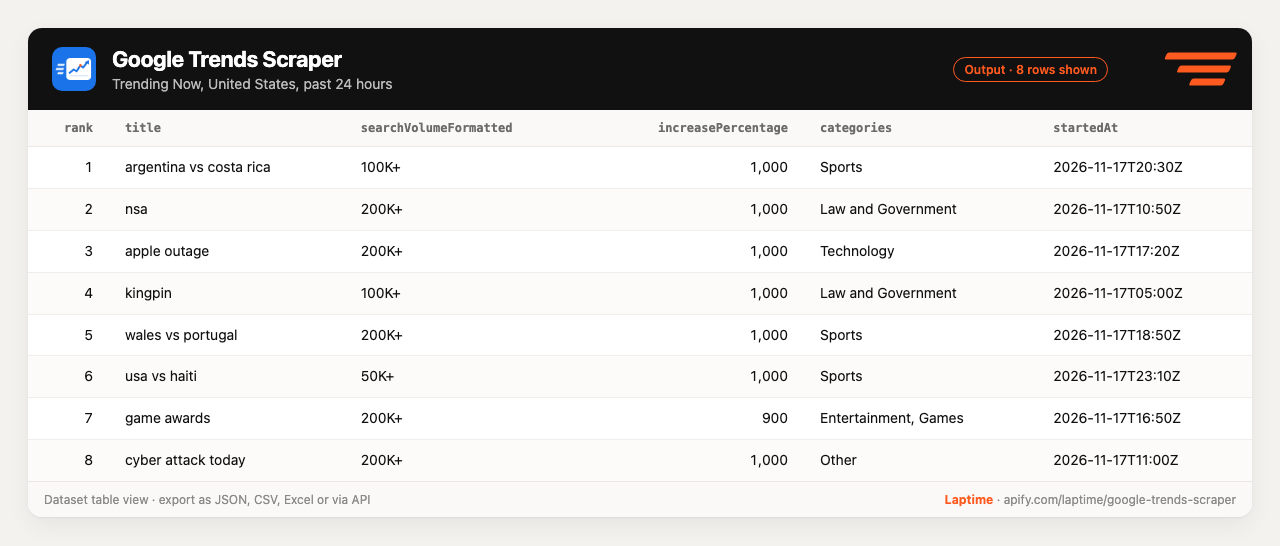 Google Trends Scraper
Trending Now, United States, past 24 hours
Output · 8 rows shown
rank title searchVolumeFormatted increasePercentage categories startedAt
1 argentina vs costa rica 100K+ 1,000 Sports 2026-11-17T20:30Z
2 nsa 200K+ 1,000 Law and Government 2026-11-17T10:50Z
3 apple outage 200K+ 1,000 Technology 2026-11-17T17:20Z
4 kingpin 100K+ 1,000 Law and Government 2026-11-17T05:00Z
5 wales vs portugal 200K+ 1,000 Sports 2026-11-17T18:50Z
6 usa vs haiti 50K+ 1,000 Sports 2026-11-17T23:10Z
7 game awards 200K+ 900 Entertainment, Games 2026-11-17T16:50Z
8 cyber attack today 200K+ 1,000 Other 2026-11-17T11:00Z
Dataset table view · export as JSON, CSV, Excel or via API
Laptime · apify.com/laptime/google-trends-scraper